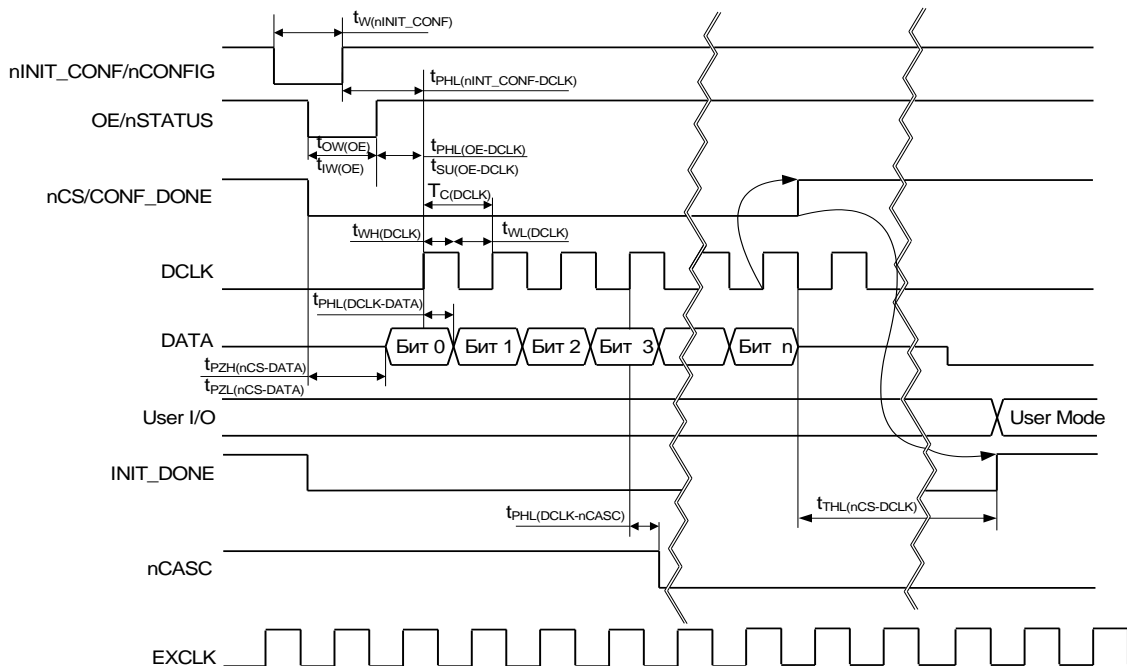 tW(nINIT_CONF)
nINIT_CONF/nCONFIG
tPHL(nINT_CONF-DCLK)
OE/nSTATUS
tOW(OE)
tIW(OE)
tPHL(OE-DCLK)
tSU(OE-DCLK)
nCS/CONF_DONE
TC(DCLK)
tWH(DCLK)
tWL(DCLK)
DCLK
tPHL(DCLK-DATA)
DATA
Бит 0
Бит 1
Бит 2
Бит 3
Бит n
tPZH(nCS-DATA)
tPZL(nCS-DATA)
User I/O
User Mode
INIT_DONE
tTHL(nCS-DCLK)
tPHL(DCLK-nCASC)
nCASC
EXCLK